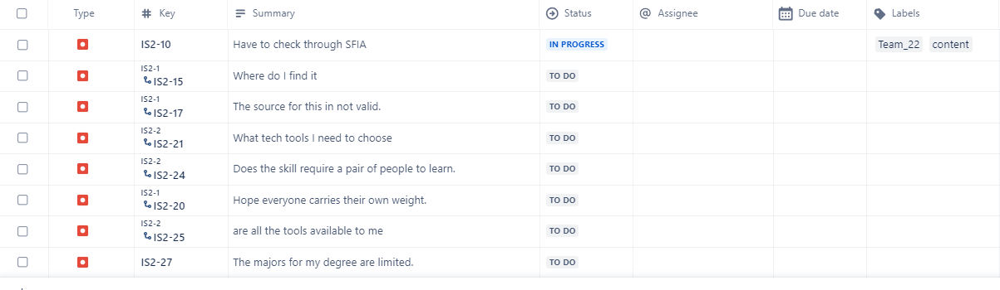 Type Key Summary Status Assignee Due date Labels
IS2-10 Have to check through SFIA IN PROGRESS Team_22 content
IS2-1
IS2-15 Where do I find it TO DO
IS2-1
IS2-17 The source for this in not valid. TO DO
IS2-2
IS2-21 What tech tools I need to choose TO DO
IS2-2
IS2-24 Does the skill require a pair of people to learn. TO DO
IS2-1
IS2-20 Hope everyone carries their own weight. TO DO
IS2-2
IS2-25 are all the tools available to me TO DO
IS2-27 The majors for my degree are limited. TO DO